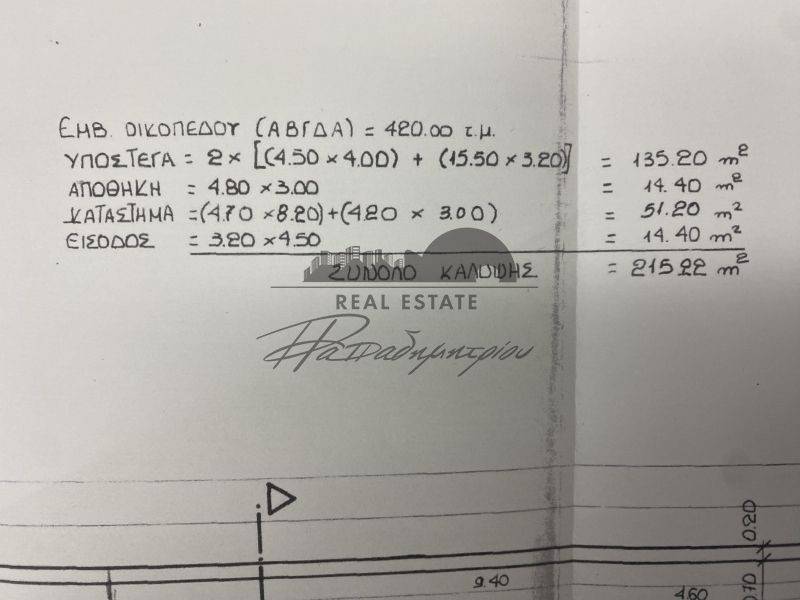 ΕΜΒ. ΟΙΚΟΠΕΔΟΥ (ΑΒΓΔΑ) = 420.00 τ.μ.
ΥΠΟΣΤΕΓΑ = 2 × [(4.50 × 4.00) + (15.50 × 3.20)] = 135.20 m²
ΑΠΟΘΗΚΗ = 4.80 × 3.00 = 14.40 m²
ΚΑΤΑΣΤΗΜΑ = (4.70 × 8.20) + (4.20 × 3.00) = 51.20 m²
ΕΙΣΟΔΟΣ = 3.20 × 4.50 = 14.40 m²
ΣΥΝΟΛΟ ΚΑΛΥΨΗΣ = 215.22 m²
REAL ESTATE
Παπαδημητρίου
0.20
9.40
4.60